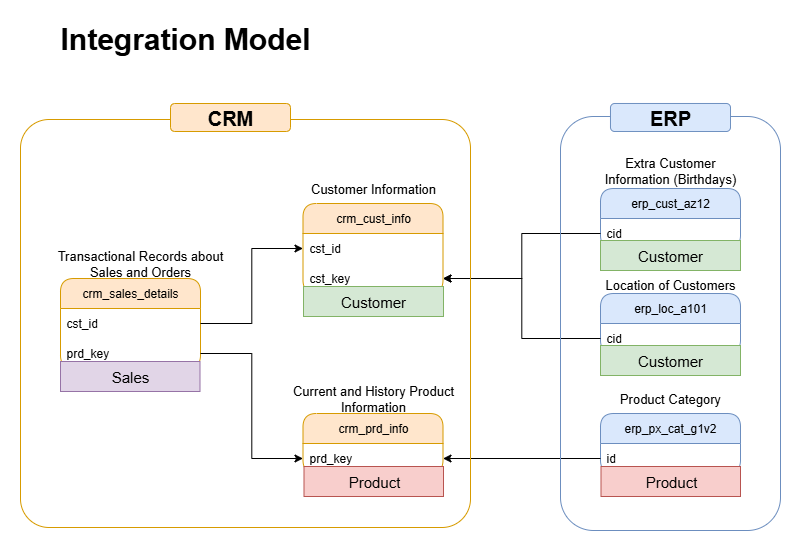 Integration Model
CRM
ERP
Customer Information
crm_cust_info
cst_id
cst_key
Customer
Transactional Records about
Sales and Orders
crm_sales_details
cst_id
prd_key
Sales
Current and History Product
Information
crm_prd_info
prd_key
Product
Extra Customer
Information (Birthdays)
erp_cust_az12
cid
Customer
Location of Customers
erp_loc_a101
cid
Customer
Product Category
erp_px_cat_g1v2
id
Product